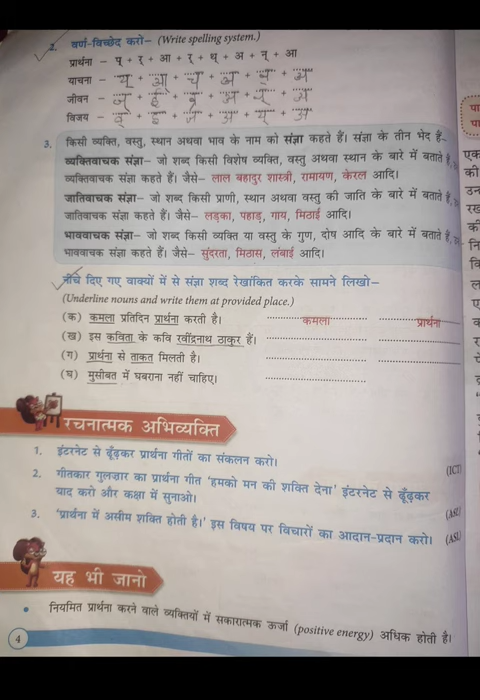 2. वर्ण-विच्छेद करो– (Write spelling system.)
प्रार्थना – प् + र् + आ + र् + थ् + अ + न् + आ
याचना – य् + आ + च् + अ + न् + अ
जीवन – ज् + ई + व् + अ + न् + अ
विजय – व् + इ + ज् + अ + य् + अ
3. किसी व्यक्ति, वस्तु, स्थान अथवा भाव के नाम को संज्ञा कहते हैं। संज्ञा के तीन भेद हैं–
व्यक्तिवाचक संज्ञा– जो शब्द किसी विशेष व्यक्ति, वस्तु अथवा स्थान के बारे में बताते हैं,
व्यक्तिवाचक संज्ञा कहते हैं। जैसे– लाल बहादुर शास्त्री, रामायण, केरल आदि।
जातिवाचक संज्ञा– जो शब्द किसी प्राणी, स्थान अथवा वस्तु की जाति के बारे में बताते हैं,
जातिवाचक संज्ञा कहते हैं। जैसे– लड़का, पहाड़, गाय, मिठाई आदि।
भाववाचक संज्ञा– जो शब्द किसी व्यक्ति या वस्तु के गुण, दोष आदि के बारे में बताते हैं,
भाववाचक संज्ञा कहते हैं। जैसे– सुंदरता, मिठास, लंबाई आदि।
नीचे दिए गए वाक्यों में से संज्ञा शब्द रेखांकित करके सामने लिखो–
(Underline nouns and write them at provided place.)
(क) कमला प्रतिदिन प्रार्थना करती है। कमला प्रार्थना
(ख) इस कविता के कवि रवींद्रनाथ ठाकुर हैं।
(ग) प्रार्थना से ताकत मिलती है।
(घ) मुसीबत में घबराना नहीं चाहिए।
रचनात्मक अभिव्यक्ति
1. इंटरनेट से ढूँढ़कर प्रार्थना गीतों का संकलन करो। (ICT)
2. गीतकार गुलज़ार का प्रार्थना गीत 'हमको मन की शक्ति देना' इंटरनेट से ढूँढ़कर
याद करो और कक्षा में सुनाओ। (ASL)
3. 'प्रार्थना में असीम शक्ति होती है।' इस विषय पर विचारों का आदान-प्रदान करो। (ASL)
यह भी जानो
• नियमित प्रार्थना करने वाले व्यक्तियों में सकारात्मक ऊर्जा (positive energy) अधिक होती है।
4